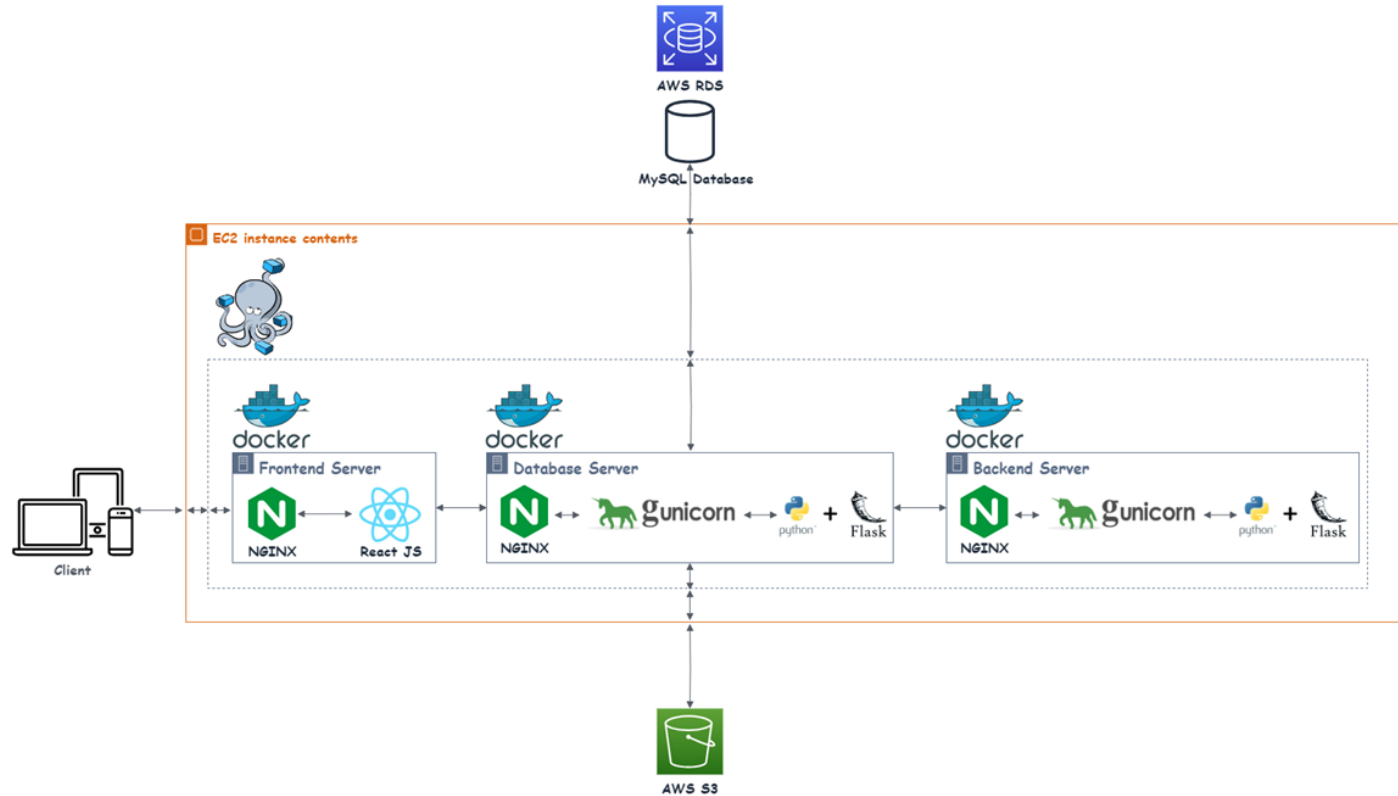 AWS RDS
MySQL Database
EC2 instance contents
docker
docker
docker
Frontend Server
Database Server
Backend Server
NGINX
React JS
NGINX
gunicorn
python
+
Flask
NGINX
gunicorn
python
+
Flask
Client
AWS S3